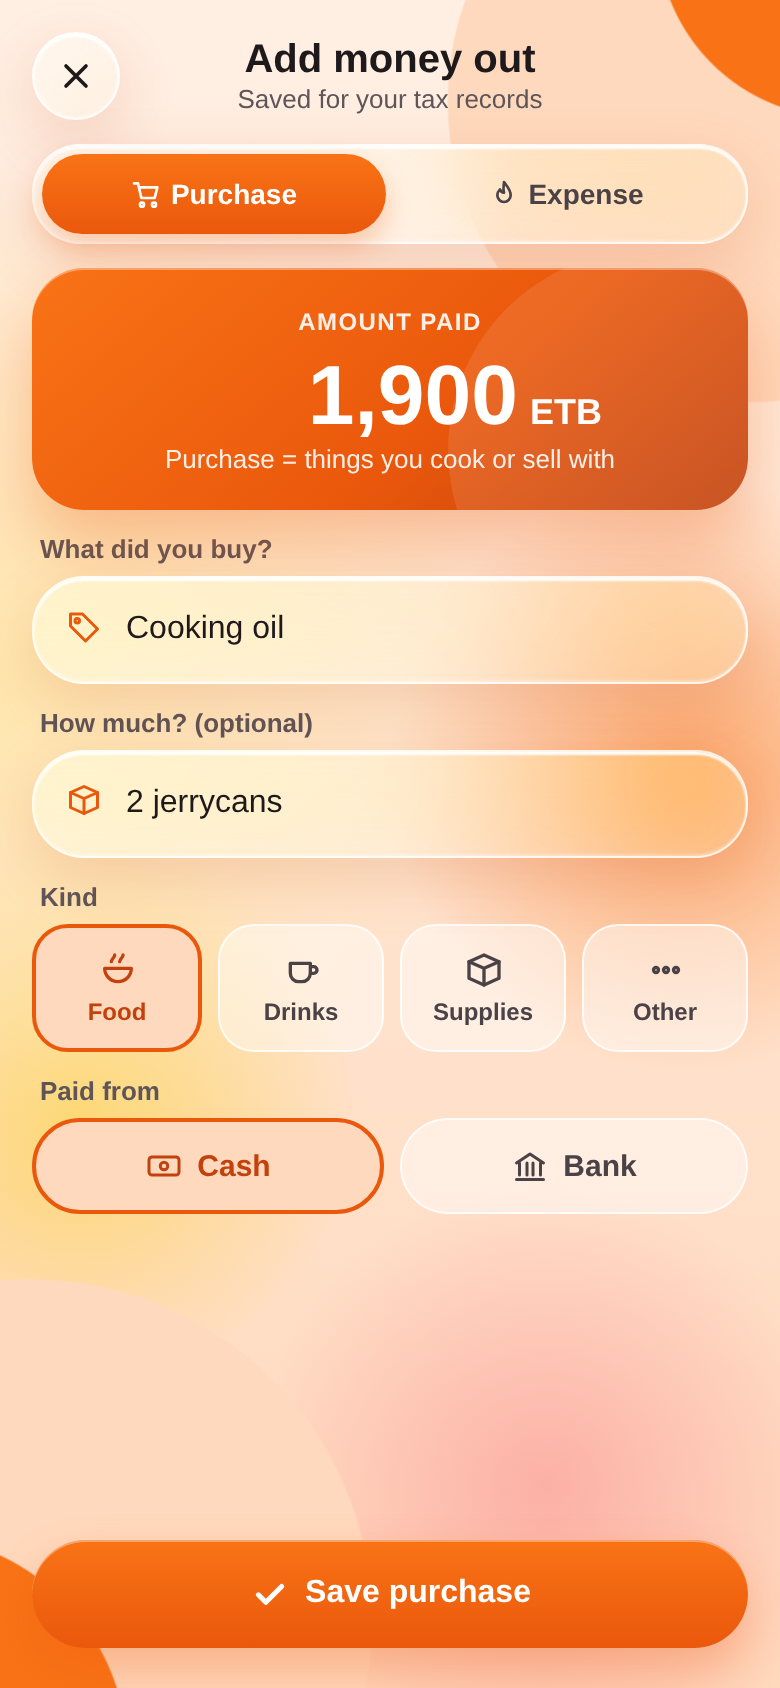 Add money out
Saved for your tax records
Purchase
Expense
AMOUNT PAID
1,900 ETB
Purchase = things you cook or sell with
What did you buy?
Cooking oil
How much? (optional)
2 jerrycans
Kind
Food
Drinks
Supplies
Other
Paid from
Cash
Bank
Save purchase